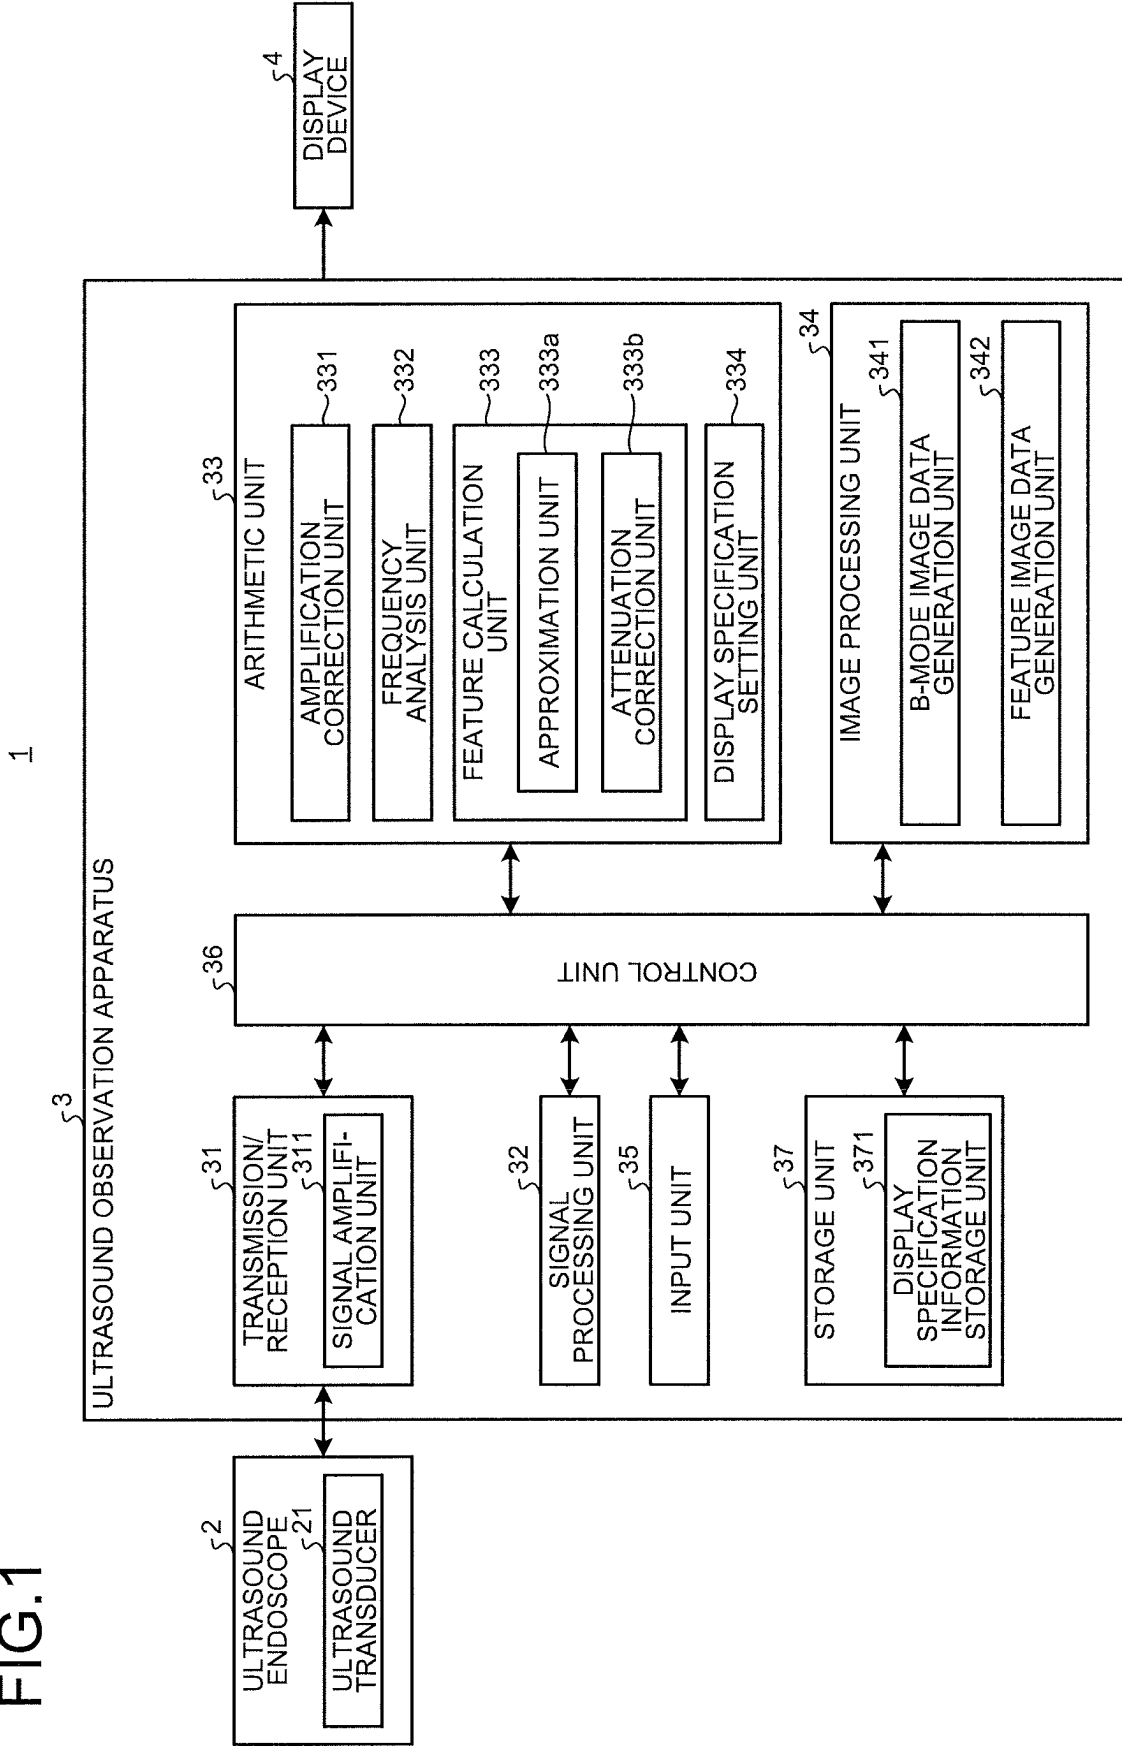 FIG.1
1
3
ULTRASOUND OBSERVATION APPARATUS
2
ULTRASOUND
ENDOSCOPE
21
ULTRASOUND
TRANSDUCER
31
TRANSMISSION/
RECEPTION UNIT
311
SIGNAL AMPLIFI-
CATION UNIT
32
SIGNAL
PROCESSING UNIT
35
INPUT UNIT
37
STORAGE UNIT
371
DISPLAY
SPECIFICATION
INFORMATION
STORAGE UNIT
36
CONTROL UNIT
33
ARITHMETIC UNIT
331
AMPLIFICATION
CORRECTION UNIT
332
FREQUENCY
ANALYSIS UNIT
333
FEATURE CALCULATION
UNIT
333a
APPROXIMATION UNIT
333b
ATTENUATION
CORRECTION UNIT
334
DISPLAY SPECIFICATION
SETTING UNIT
34
IMAGE PROCESSING UNIT
341
B-MODE IMAGE DATA
GENERATION UNIT
342
FEATURE IMAGE DATA
GENERATION UNIT
4
DISPLAY
DEVICE